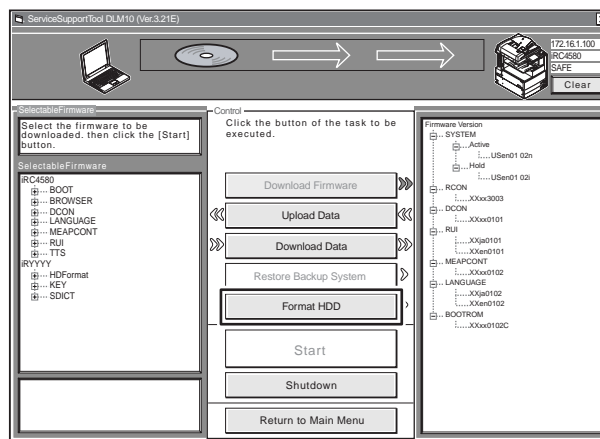 ServiceSupportTool DLM10 (Ver.3.21E)
172.16.1.100
iRC4580
SAFE
Clear
SelectableFirmware
Select the firmware to be
downloaded. then click the [Start]
button.
SelectableFirmware
iRC4580
BOOT
BROWSER
DCON
LANGUAGE
MEAPCONT
RUI
TTS
iRYYYY
HDFormat
KEY
SDICT
Control
Click the button of the task to be
executed.
Download Firmware
Upload Data
Download Data
Restore Backup System
Format HDD
Start
Shutdown
Return to Main Menu
Firmware Version
SYSTEM
Active
USen01 02n
Hold
USen01 02i
RCON
XXxx3003
DCON
XXxx0101
RUI
XXja0101
XXen0101
MEAPCONT
XXxx0102
LANGUAGE
XXja0102
XXen0102
BOOTROM
XXxx0102C